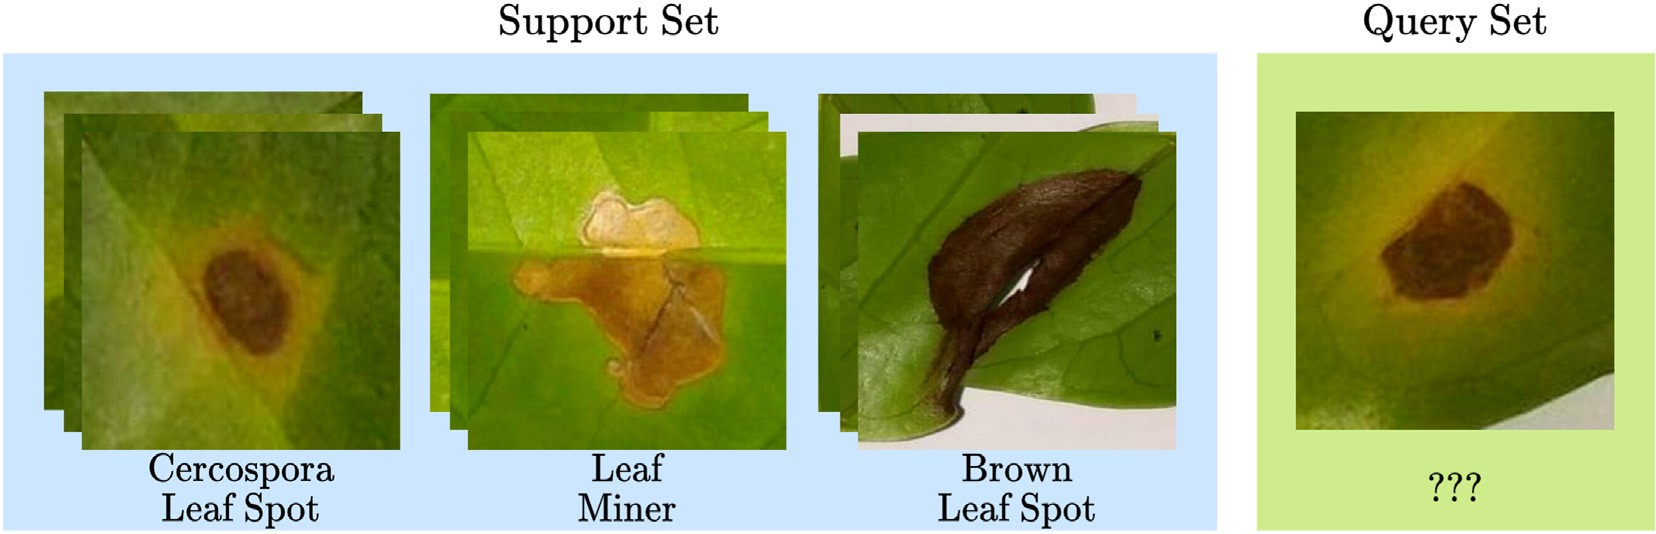 Support Set
Query Set
Cercospora
Leaf Spot
Leaf
Miner
Brown
Leaf Spot
???